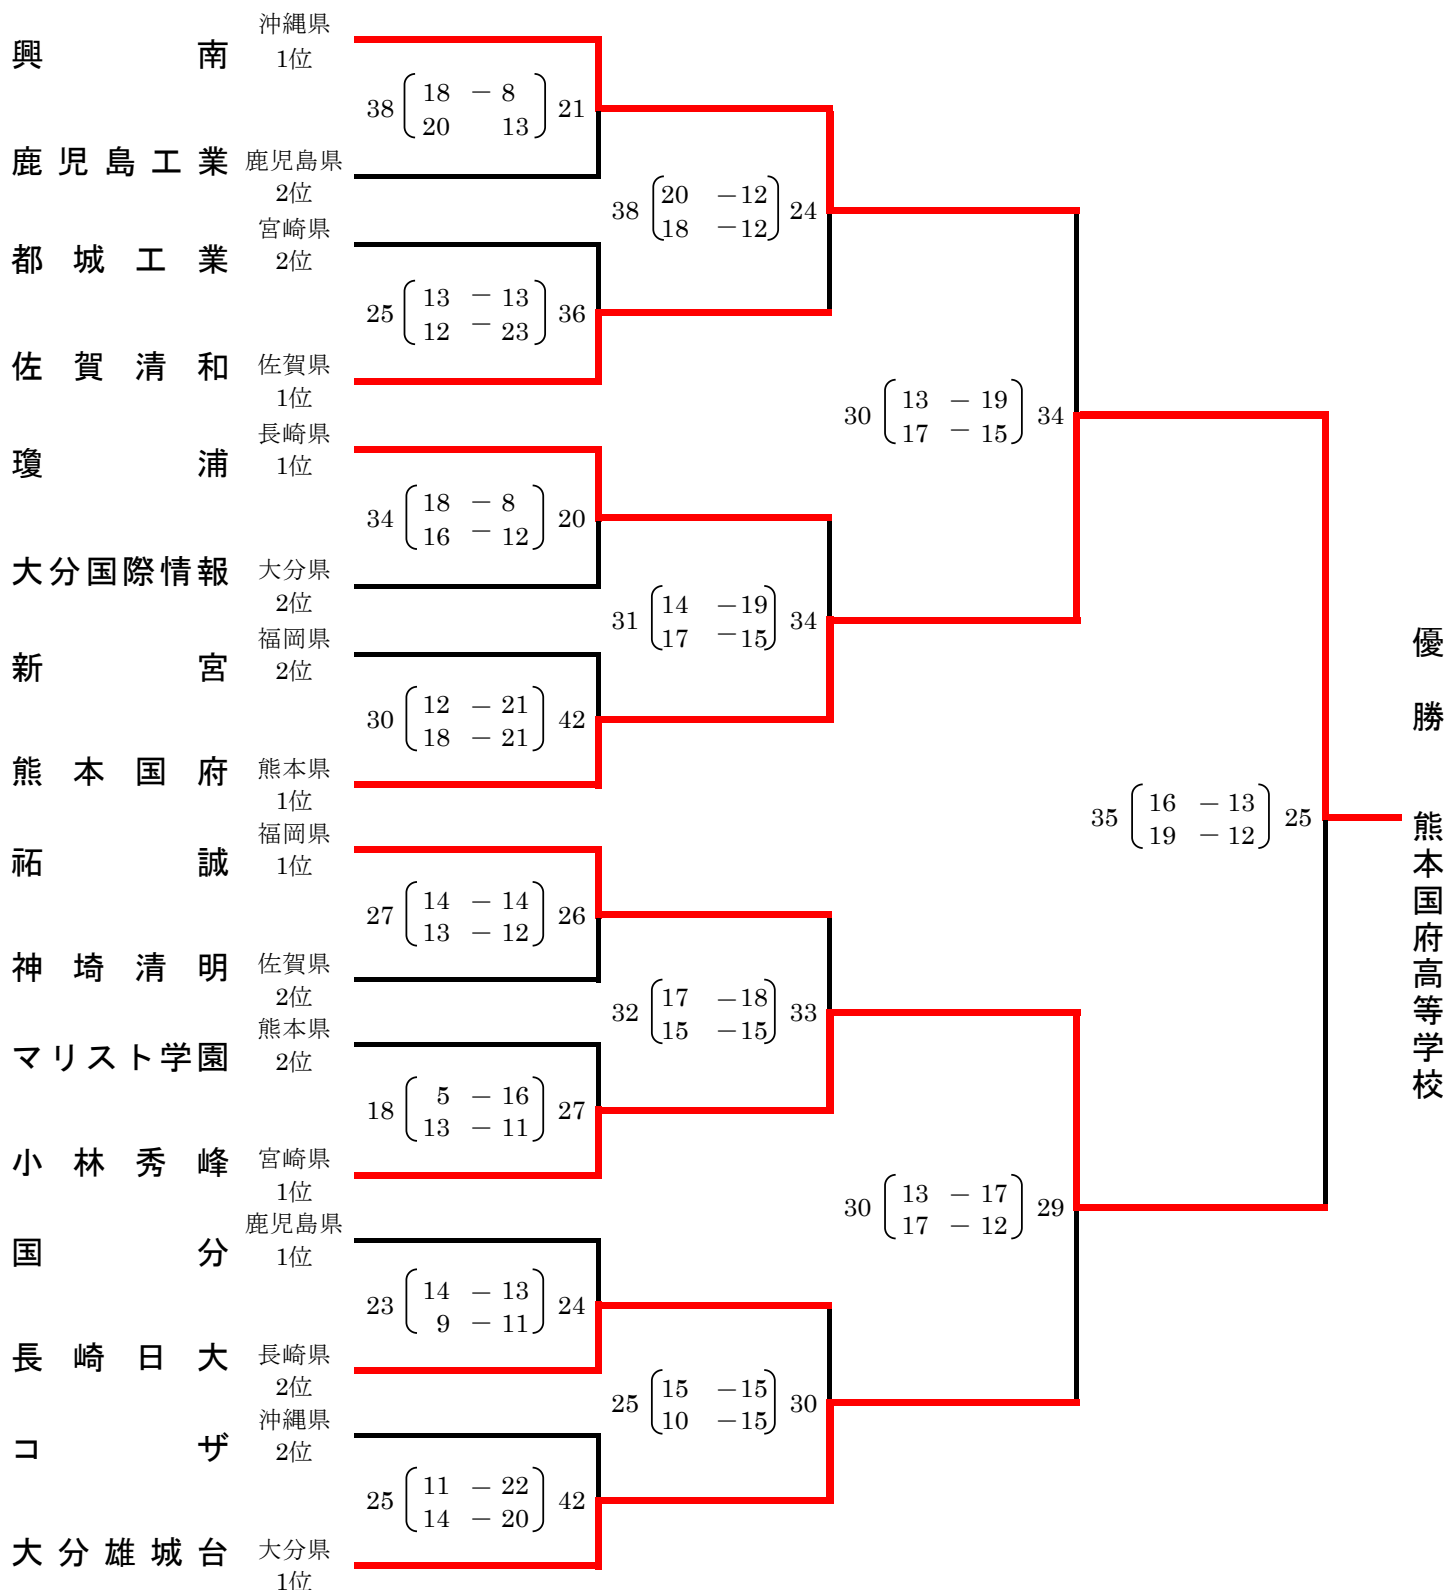 興南 沖縄県 1位
38 18 － 8 21
20 13
鹿児島工業 鹿児島県 2位
38 20 －12 24
18 －12
都城工業 宮崎県 2位
25 13 － 13 36
12 － 23
佐賀清和 佐賀県 1位
30 13 － 19 34
17 － 15
瓊浦 長崎県 1位
34 18 － 8 20
16 － 12
大分国際情報 大分県 2位
31 14 －19 34
17 －15
新宮 福岡県 2位
30 12 － 21 42
18 － 21
熊本国府 熊本県 1位
35 16 － 13 25
19 － 12
祐誠 福岡県 1位
27 14 － 14 26
13 － 12
神埼清明 佐賀県 2位
32 17 －18 33
15 －15
マリスト学園 熊本県 2位
18 5 － 16 27
13 － 11
小林秀峰 宮崎県 1位
30 13 － 17 29
17 － 12
国分 鹿児島県 1位
23 14 － 13 24
9 － 11
長崎日大 長崎県 2位
25 15 －15 30
10 －15
コザ 沖縄県 2位
25 11 － 22 42
14 － 20
大分雄城台 大分県 1位
優勝 熊本国府高等学校